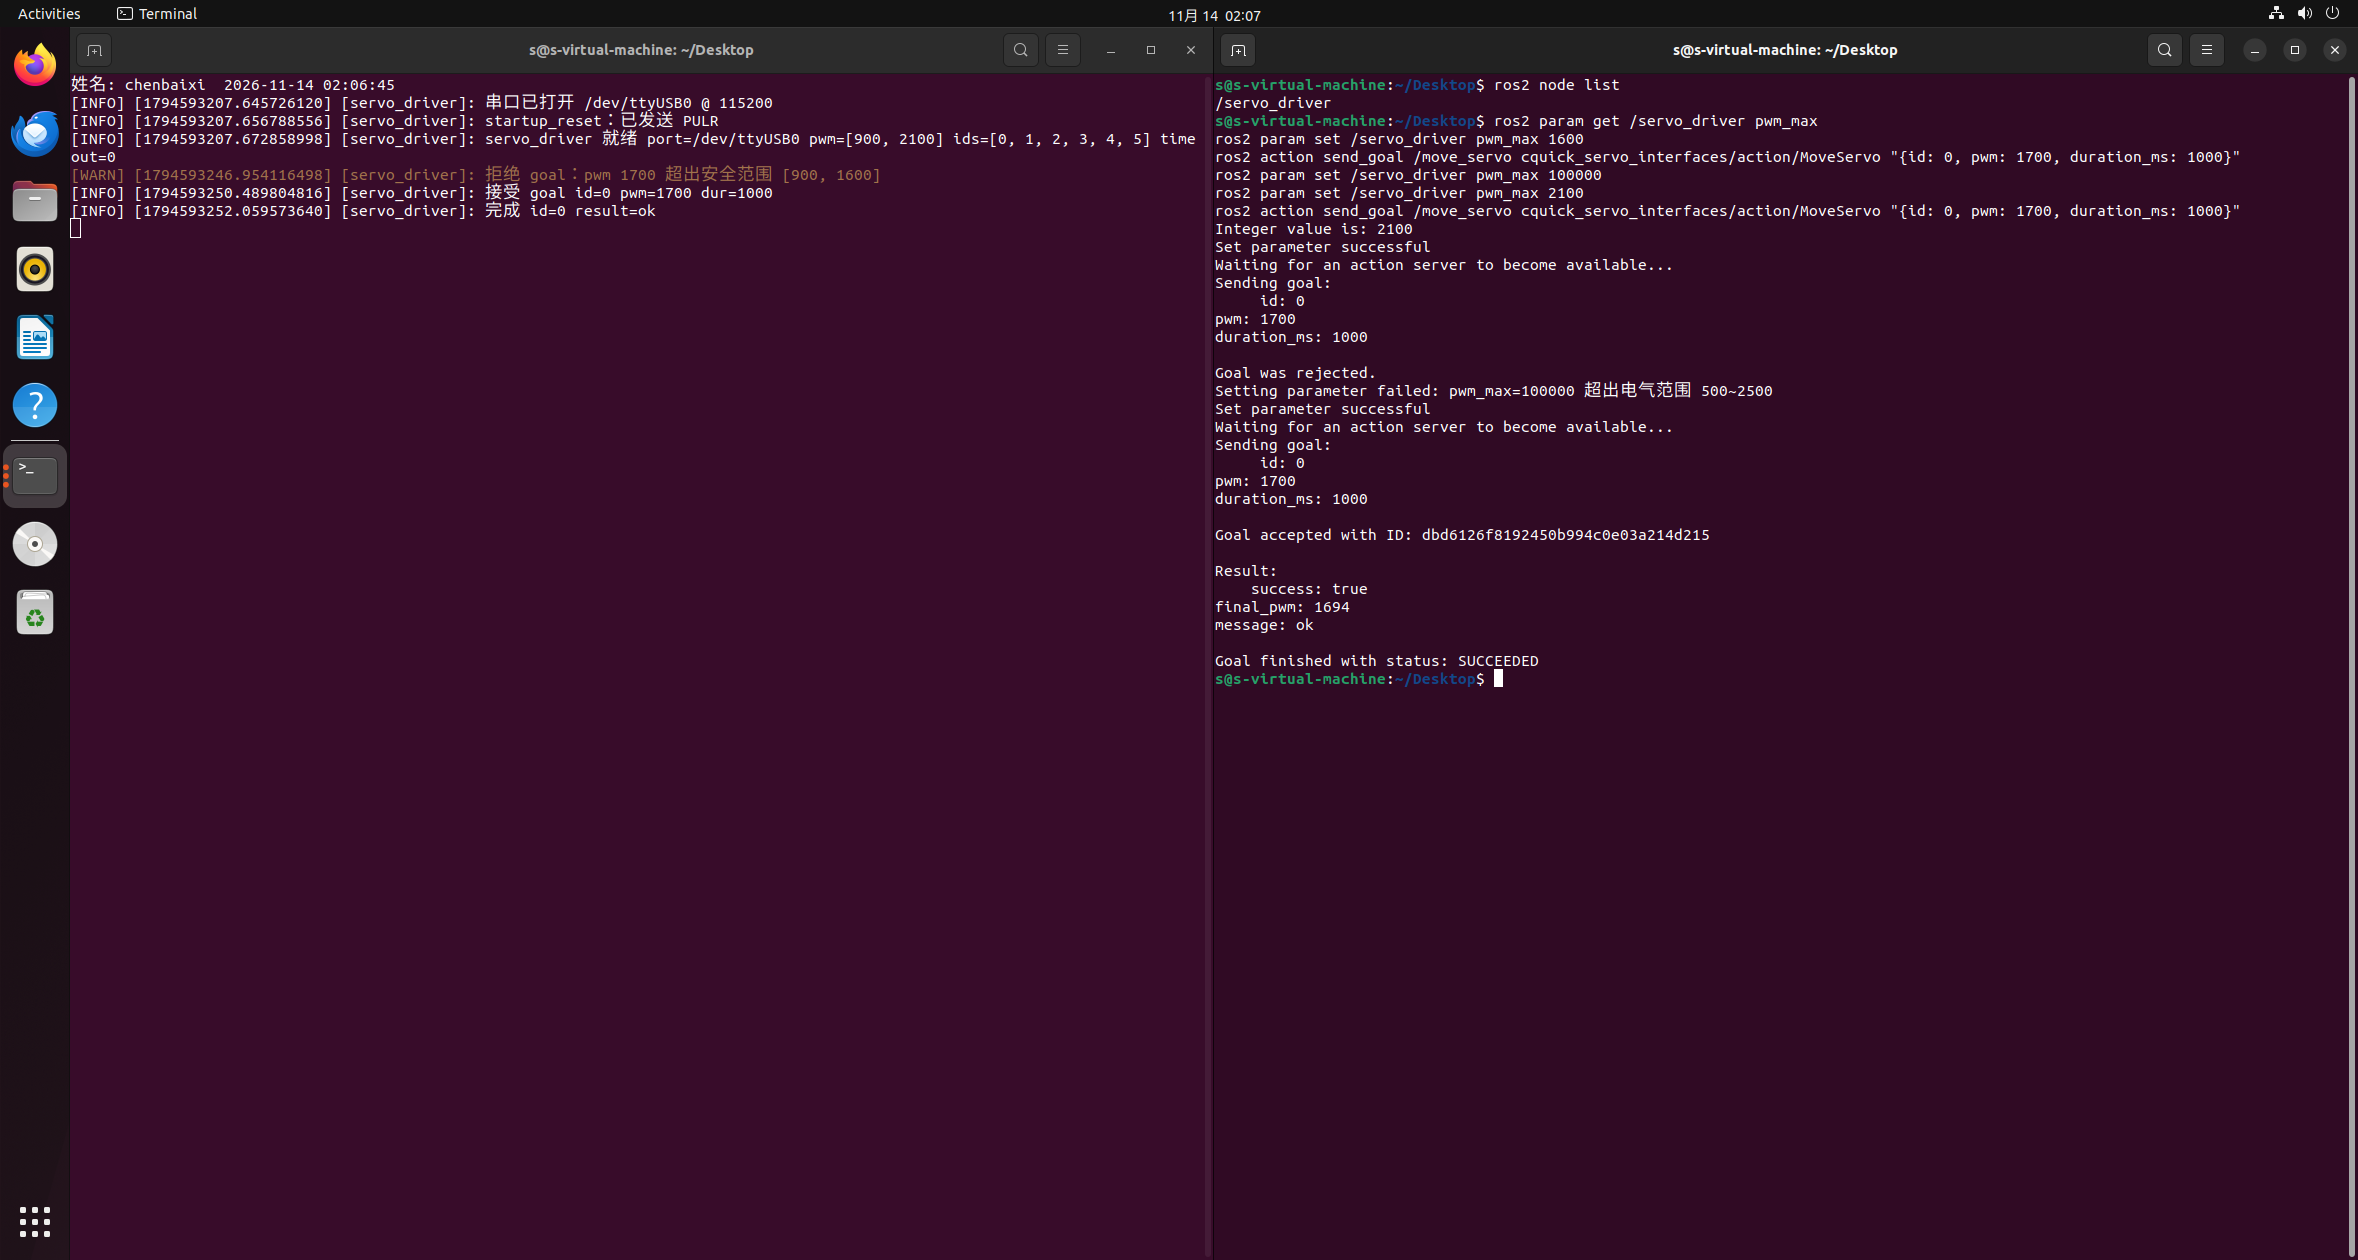 Activities
Terminal
11月 14 02:07
s@s-virtual-machine: ~/Desktop
姓名: chenbaixi  2026-11-14 02:06:45
[INFO] [1794593207.645726120] [servo_driver]: 串口已打开 /dev/ttyUSB0 @ 115200
[INFO] [1794593207.656788556] [servo_driver]: startup_reset：已发送 PULR
[INFO] [1794593207.672858998] [servo_driver]: servo_driver 就绪 port=/dev/ttyUSB0 pwm=[900, 2100] ids=[0, 1, 2, 3, 4, 5] time
out=0
[WARN] [1794593246.954116498] [servo_driver]: 拒绝 goal：pwm 1700 超出安全范围 [900, 1600]
[INFO] [1794593250.489804816] [servo_driver]: 接受 goal id=0 pwm=1700 dur=1000
[INFO] [1794593252.059573640] [servo_driver]: 完成 id=0 result=ok
s@s-virtual-machine: ~/Desktop
s@s-virtual-machine:~/Desktop$ ros2 node list
/servo_driver
s@s-virtual-machine:~/Desktop$ ros2 param get /servo_driver pwm_max
ros2 param set /servo_driver pwm_max 1600
ros2 action send_goal /move_servo cquick_servo_interfaces/action/MoveServo "{id: 0, pwm: 1700, duration_ms: 1000}"
ros2 param set /servo_driver pwm_max 100000
ros2 param set /servo_driver pwm_max 2100
ros2 action send_goal /move_servo cquick_servo_interfaces/action/MoveServo "{id: 0, pwm: 1700, duration_ms: 1000}"
Integer value is: 2100
Set parameter successful
Waiting for an action server to become available...
Sending goal:
     id: 0
pwm: 1700
duration_ms: 1000

Goal was rejected.
Setting parameter failed: pwm_max=100000 超出电气范围 500~2500
Set parameter successful
Waiting for an action server to become available...
Sending goal:
     id: 0
pwm: 1700
duration_ms: 1000

Goal accepted with ID: dbd6126f8192450b994c0e03a214d215

Result:
    success: true
final_pwm: 1694
message: ok

Goal finished with status: SUCCEEDED
s@s-virtual-machine:~/Desktop$